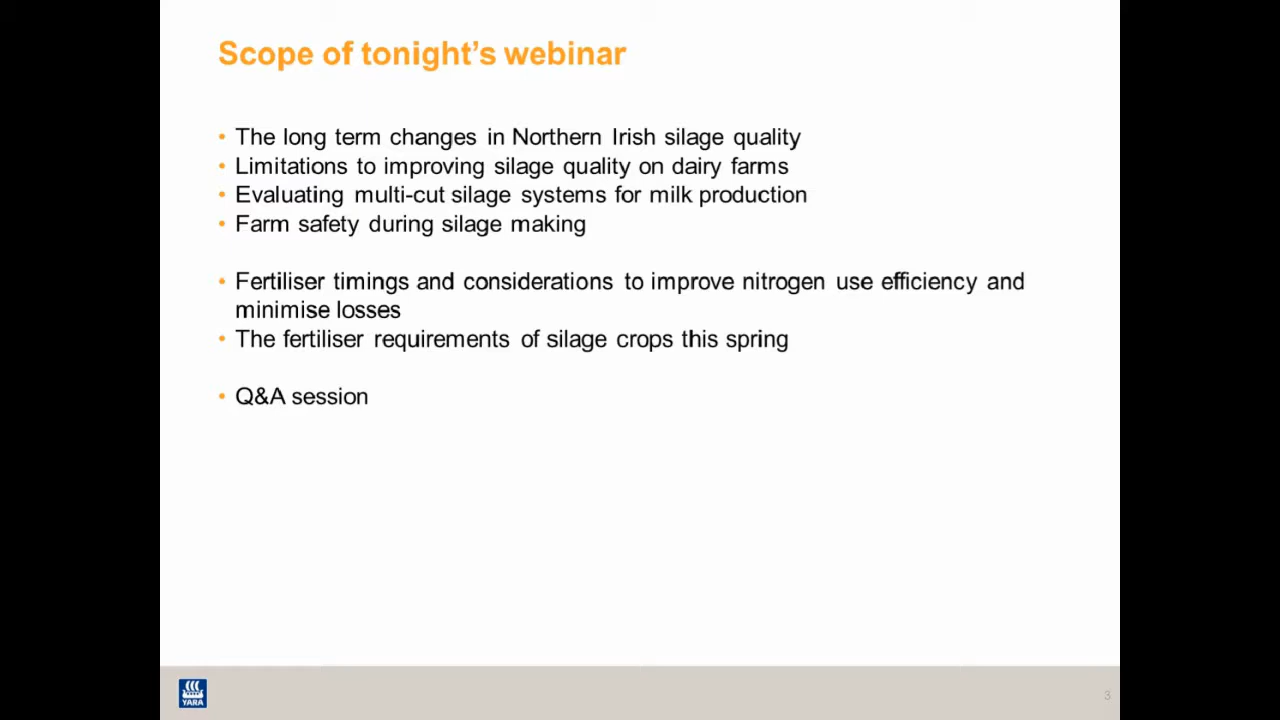 Scope of tonight's webinar
• The long term changes in Northern Irish silage quality
• Limitations to improving silage quality on dairy farms
• Evaluating multi-cut silage systems for milk production
• Farm safety during silage making
• Fertiliser timings and considerations to improve nitrogen use efficiency and
minimise losses
• The fertiliser requirements of silage crops this spring
• Q&A session
YARA
3